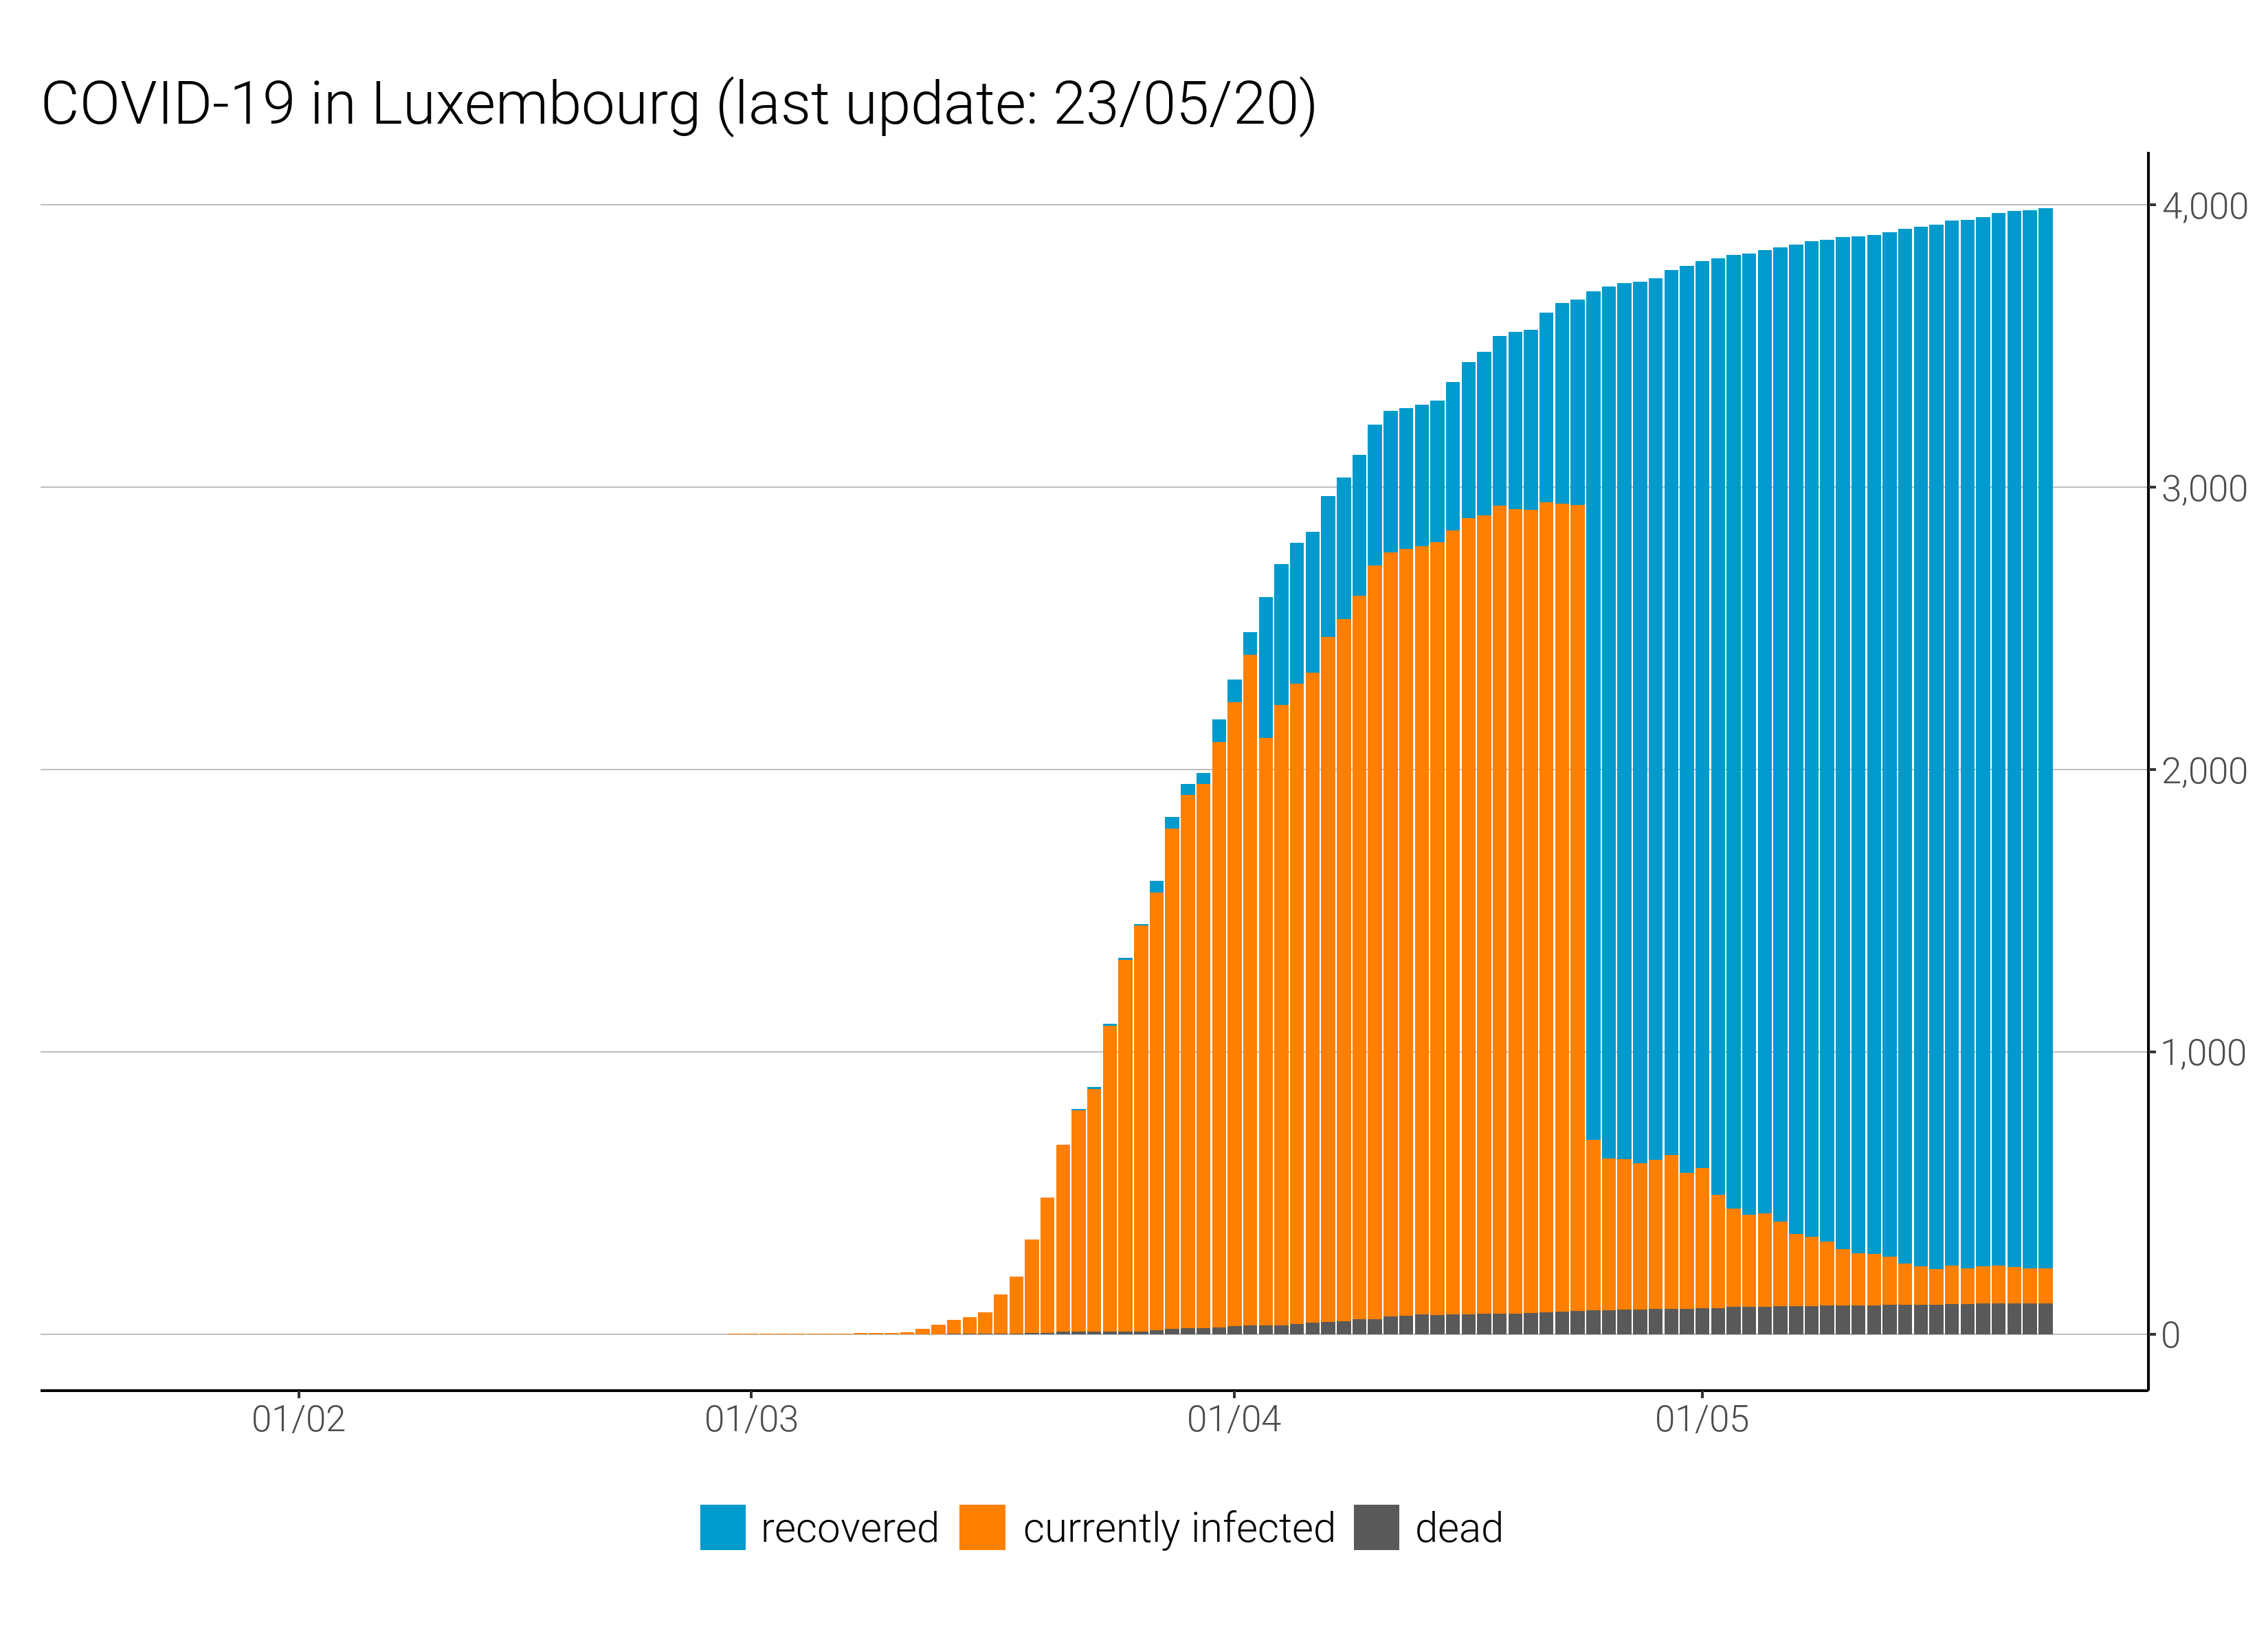 COVID-19 in Luxembourg (last update: 23/05/20)
4,000
3,000
2,000
1,000
0
01/02 01/03 01/04 01/05
recovered currently infected dead